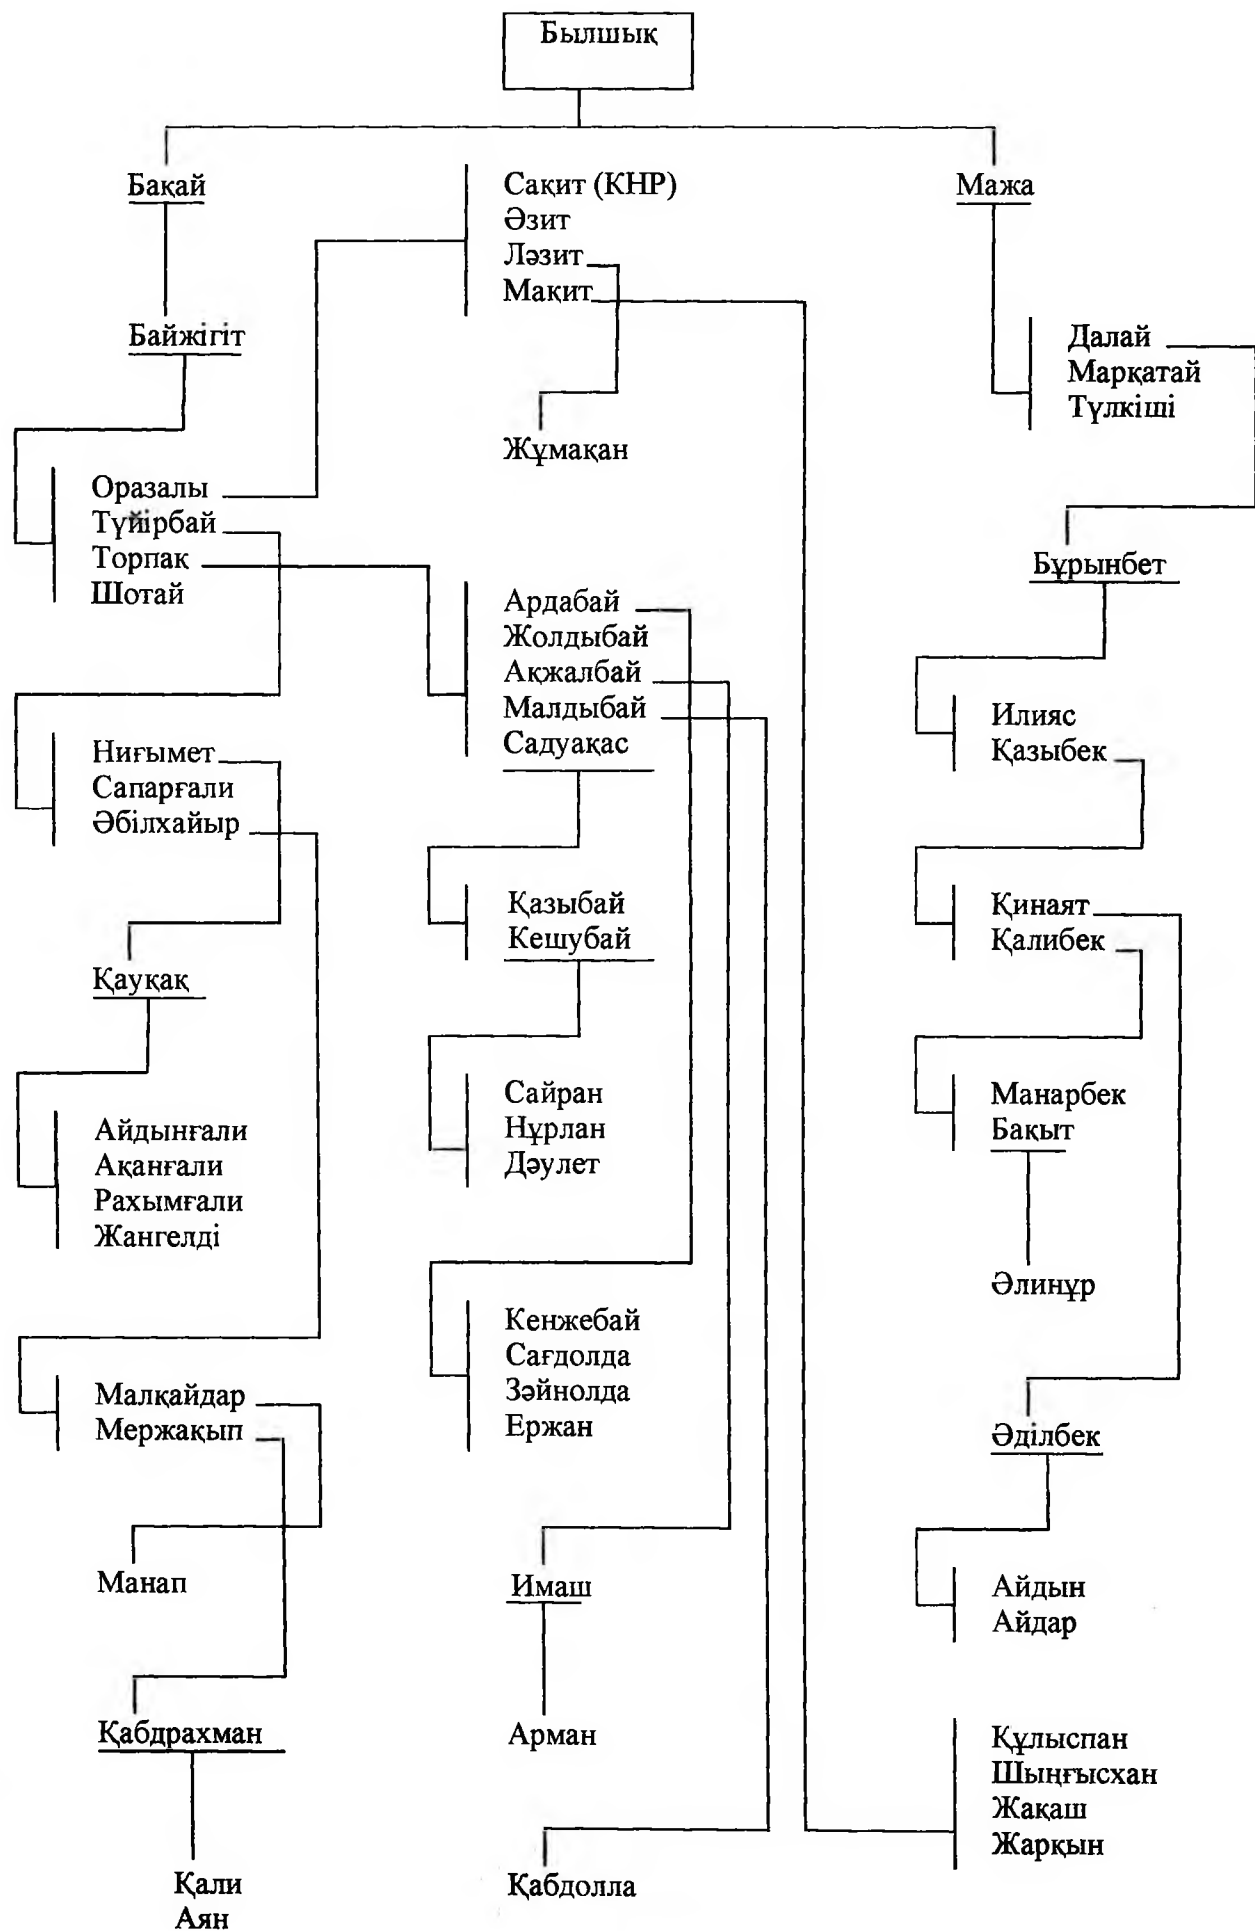 Былшық
Бақай
Сақит (КНР)
Әзит
Ләзит
Мақит
Мажа
Байжігіт
Далай
Марқатай
Түлкіші
Жұмақан
Оразалы
Түйірбай
Торпақ
Шотай
Бұрынбет
Ардабай
Жолдыбай
Ақжалбай
Малдыбай
Садуақас
Илияс
Қазыбек
Ниғымет
Сапарғали
Әбілхайыр
Қазыбай
Кешубай
Қинаят
Қалибек
Қауқақ
Сайран
Нұрлан
Дәулет
Манарбек
Бақыт
Айдынғали
Ақанғали
Рахымғали
Жангелді
Әлинұр
Кенжебай
Сағдолда
Зәйнолда
Ержан
Малқайдар
Мержақып
Әділбек
Манап
Имаш
Айдын
Айдар
Қабдрахман
Арман
Құлыспан
Шыңғысхан
Жақаш
Жарқын
Қали
Аян
Қабдолла